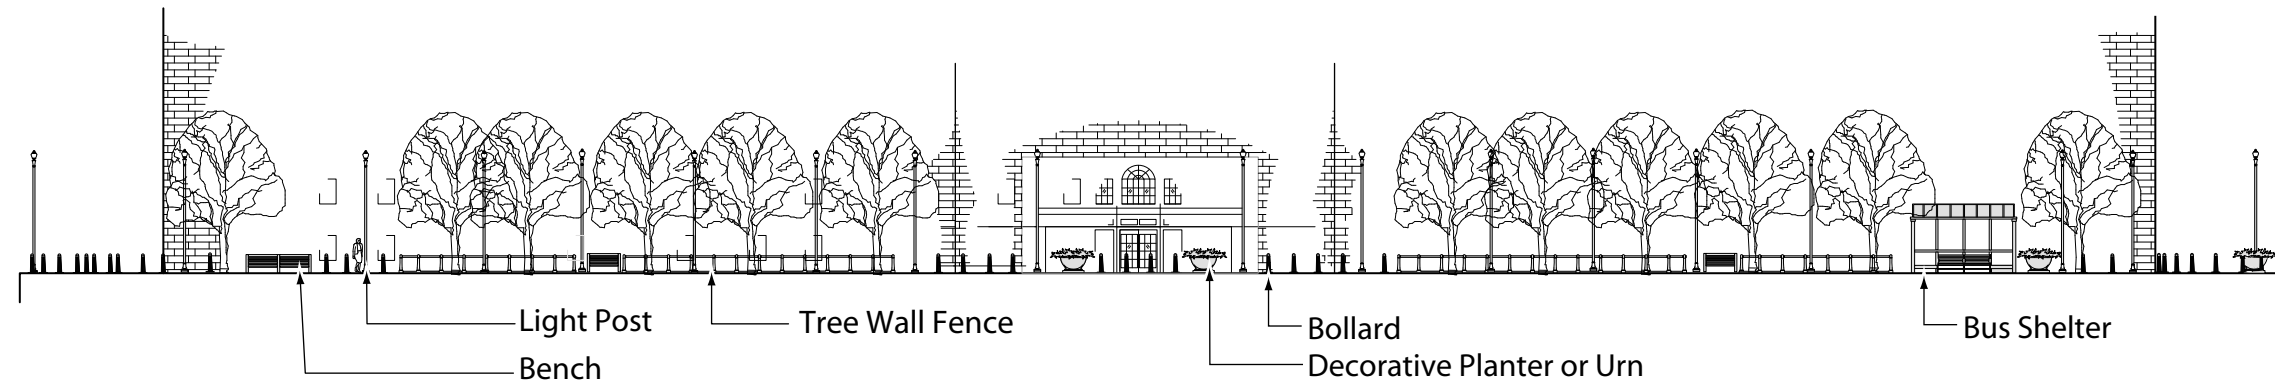 Light Post
Bench
Tree Wall Fence
Bollard
Decorative Planter or Urn
Bus Shelter